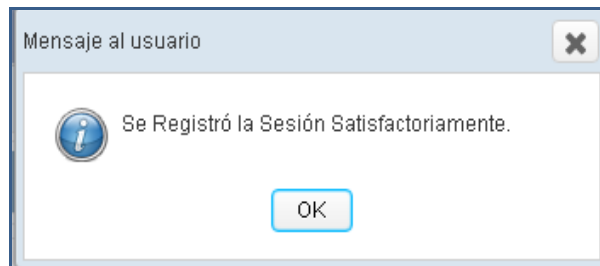 Mensaje al usuario
Se Registró la Sesión Satisfactoriamente.
OK